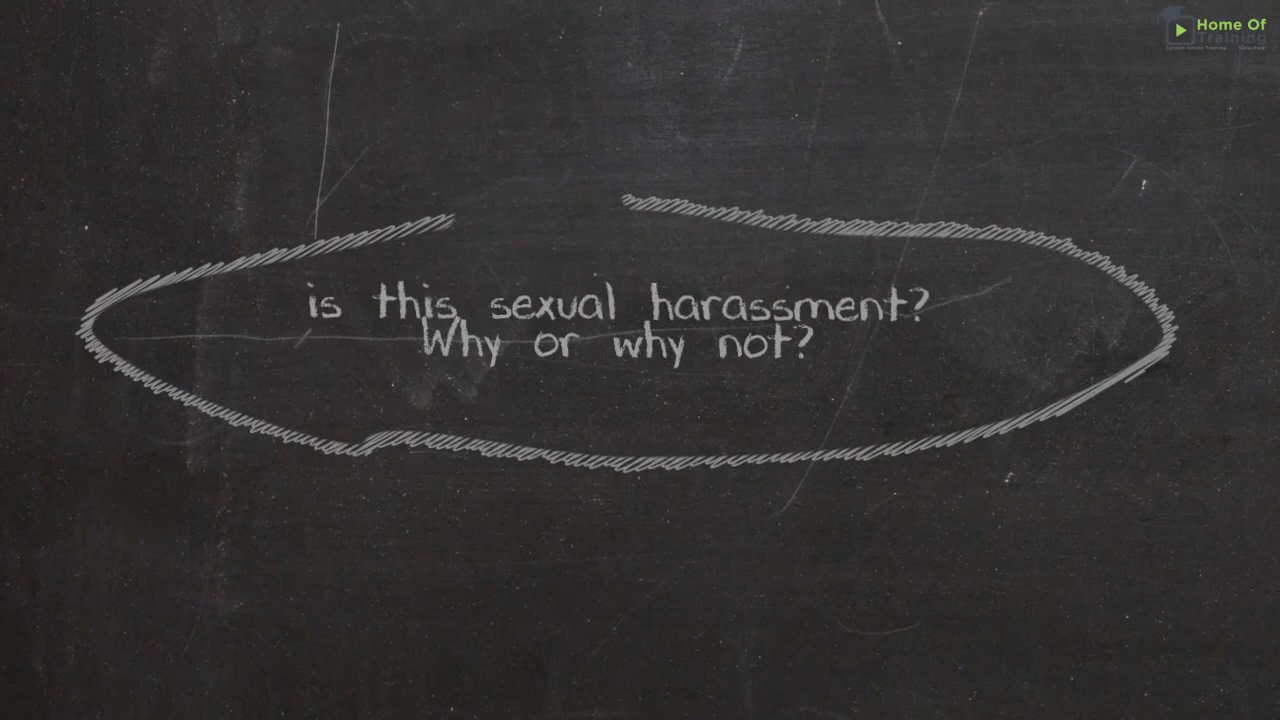 Home Of
Training
is this sexual harassment?
Why or why not?